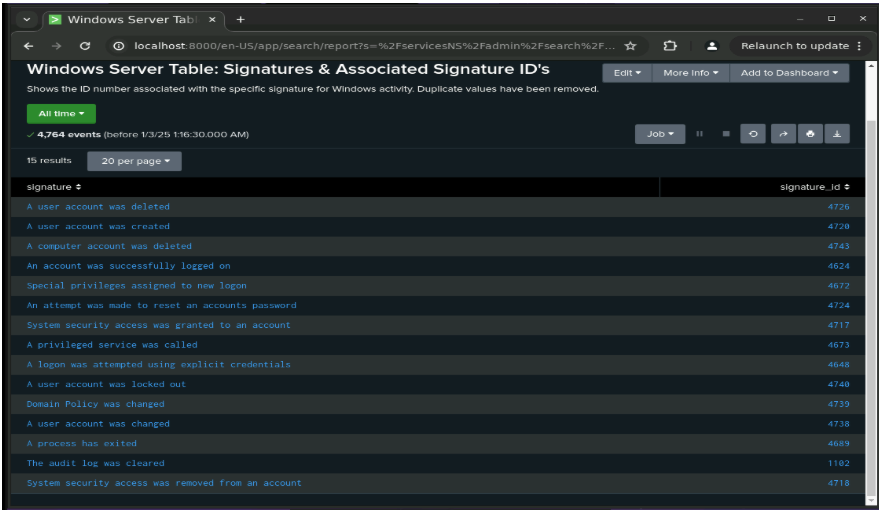 Windows Server Tabl
localhost:8000/en-US/app/search/report?s=%2FservicesNS%2Fadmin%2Fsearch%2F... Relaunch to update
Windows Server Table: Signatures & Associated Signature ID's Edit More Info Add to Dashboard
Shows the ID number associated with the specific signature for Windows activity. Duplicate values have been removed.
All time
✓ 4,764 events (before 1/3/25 1:16:30.000 AM) Job
15 results 20 per page
signature signature_id
A user account was deleted 4726
A user account was created 4720
A computer account was deleted 4743
An account was successfully logged on 4624
Special privileges assigned to new logon 4672
An attempt was made to reset an accounts password 4724
System security access was granted to an account 4717
A privileged service was called 4673
A logon was attempted using explicit credentials 4648
A user account was locked out 4740
Domain Policy was changed 4739
A user account was changed 4738
A process has exited 4689
The audit log was cleared 1102
System security access was removed from an account 4718